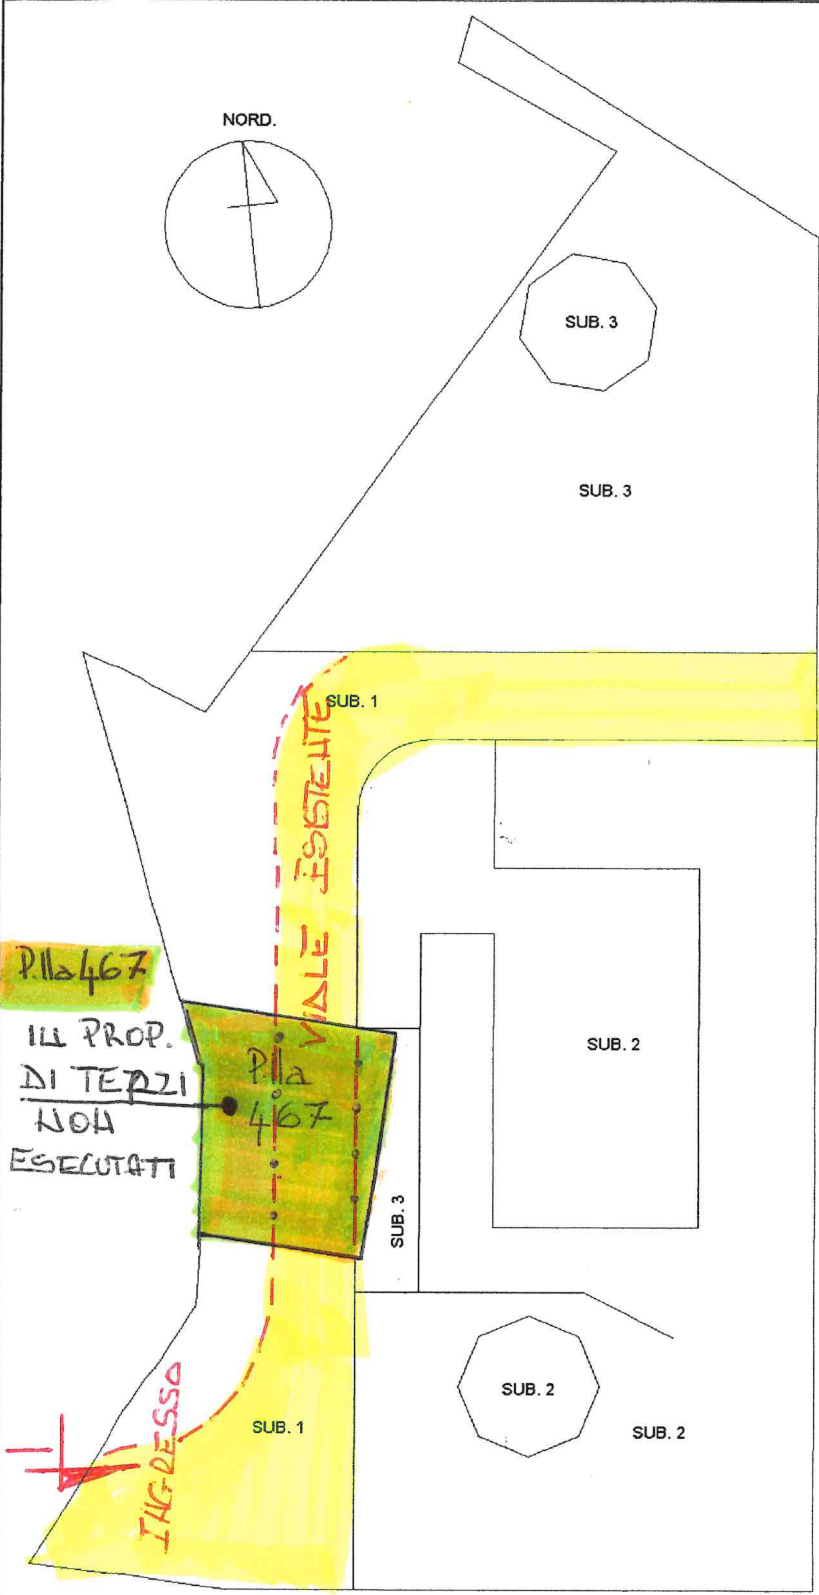 NORD.
SUB. 3
SUB. 3
SUB. 1
VIALE ESISTENTE
P.lla 467
IN PROP.
DI TERZI
NON
ESECUTATI
P.lla
467
SUB. 2
SUB. 3
SUB. 2
SUB. 2
SUB. 1
INGRESSO